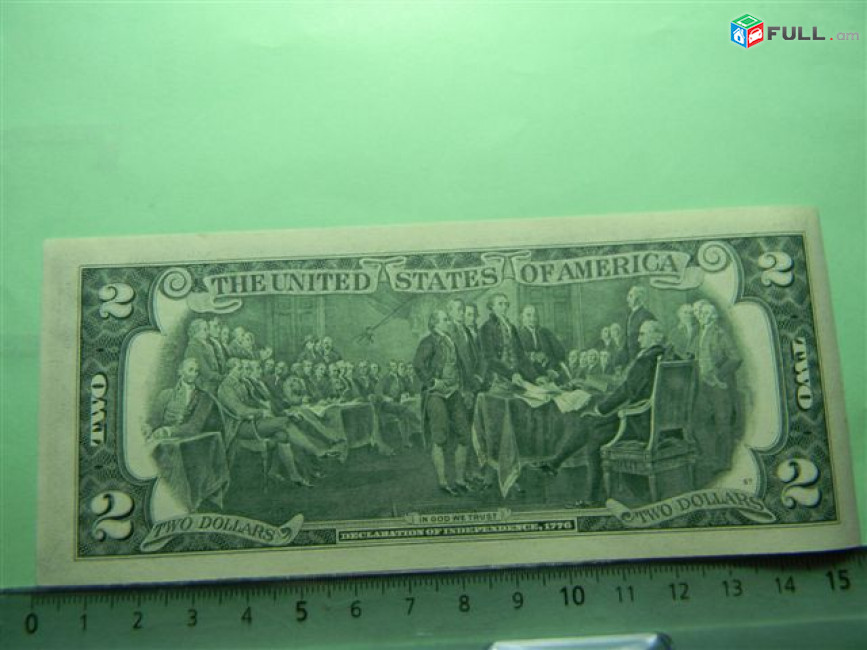 FULL.am
THE UNITED STATES OF AMERICA
2 2
TWO TWO
2 2
TWO DOLLARS TWO DOLLARS
IN GOD WE TRUST
DECLARATION OF INDEPENDENCE, 1776
0 1 2 3 4 5 6 7 8 9 10 11 12 13 14 15